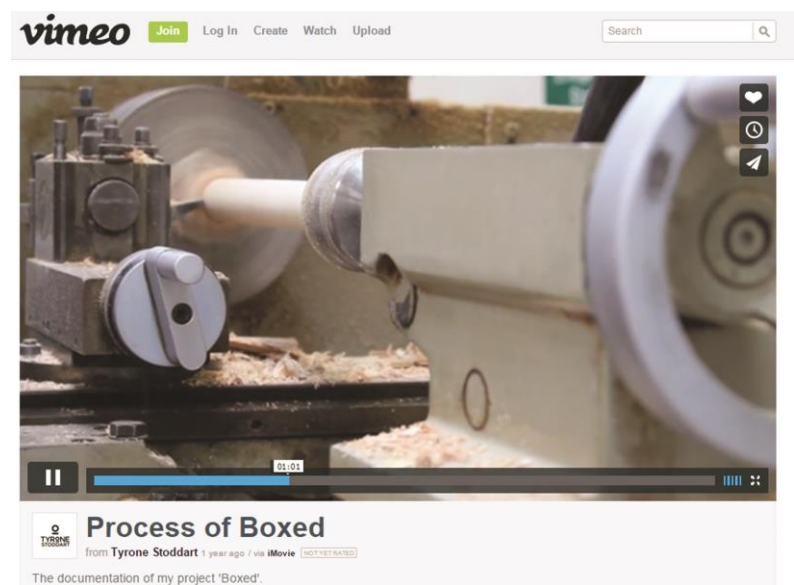 vimeo Join Log In Create Watch Upload Search
01:01
Process of Boxed
TYRONE
STODDART
from Tyrone Stoddart 1 year ago / via iMovie NOT YET RATED
The documentation of my project 'Boxed'.